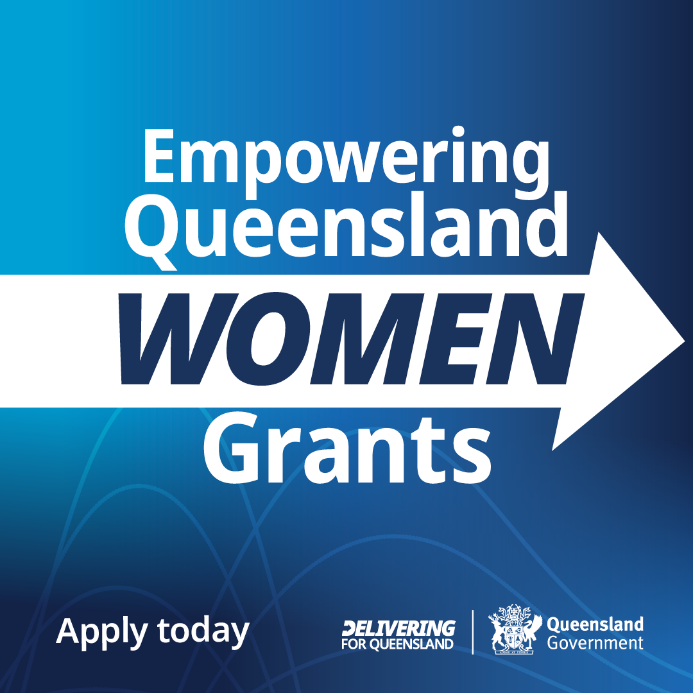 Empowering
Queensland
WOMEN
Grants
Apply today
DELIVERING
FOR QUEENSLAND
Queensland
Government